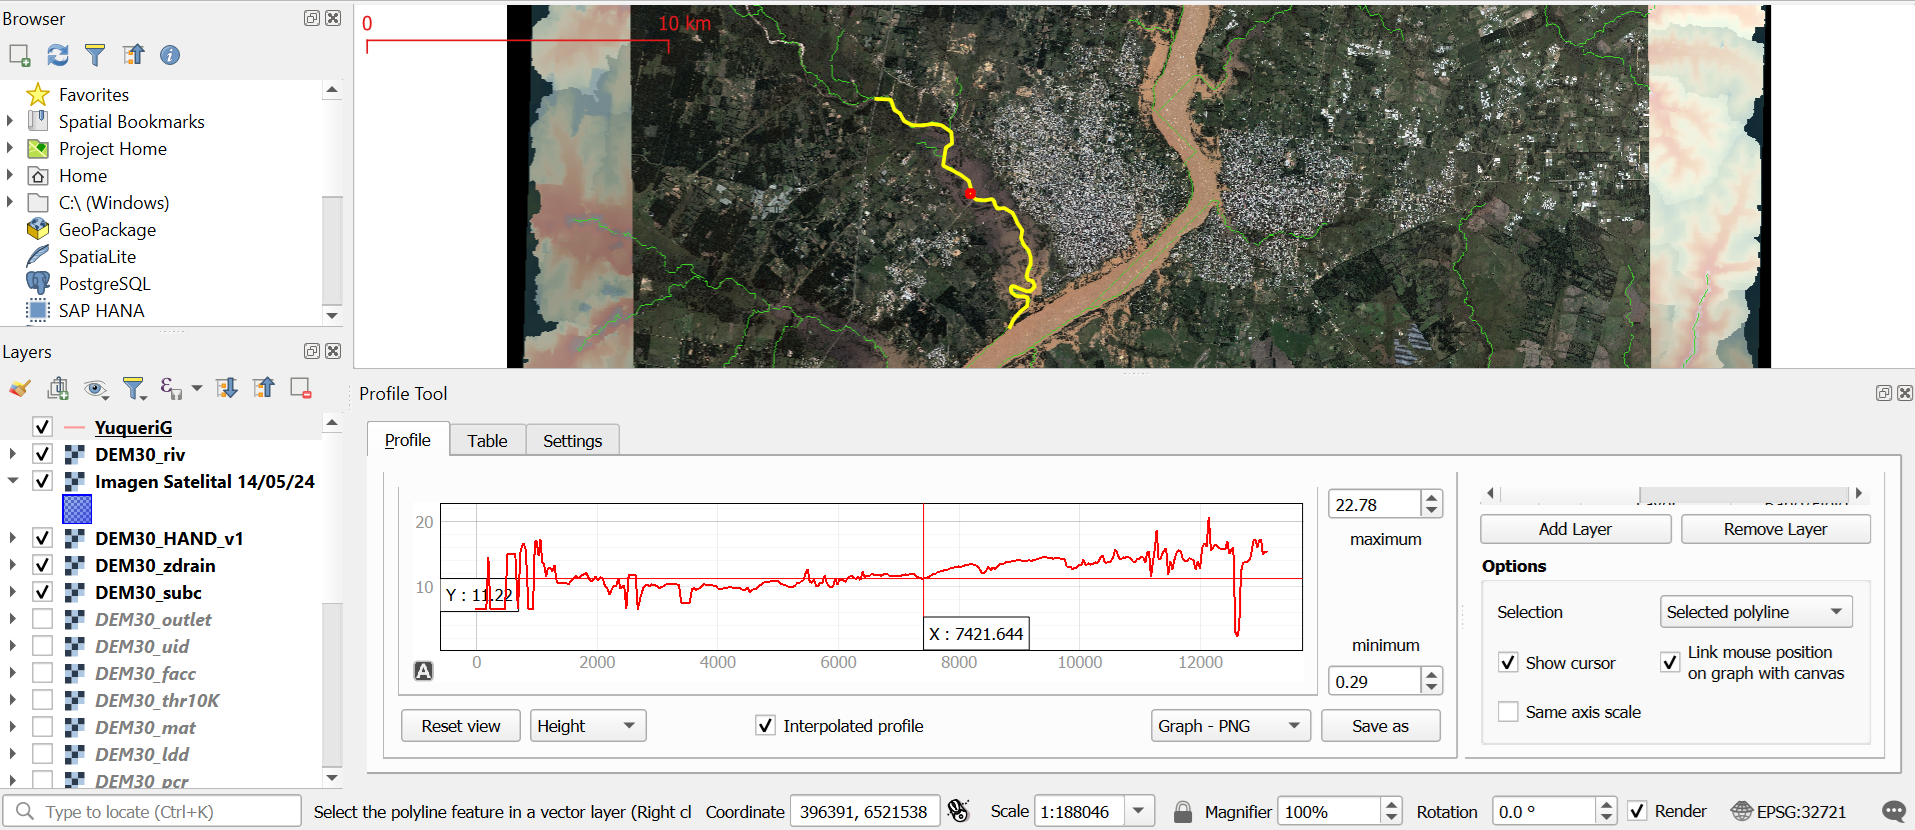 Browser
Favorites
Spatial Bookmarks
Project Home
Home
C:\ (Windows)
GeoPackage
SpatiaLite
PostgreSQL
SAP HANA
Layers
YuqueriG
DEM30_riv
Imagen Satelital 14/05/24
DEM30_HAND_v1
DEM30_zdrain
DEM30_subc
DEM30_outlet
DEM30_uid
DEM30_facc
DEM30_thr10K
DEM30_mat
DEM30_ldd
DEM30_pcr
0 10 km
Profile Tool
Profile Table Settings
20
10
Y : 11.22
X : 7421.644
0 2000 4000 6000 8000 10000 12000
A
22.78
maximum
minimum
0.29
Reset view Height Interpolated profile Graph - PNG Save as
Add Layer Remove Layer
Options
Selection Selected polyline
Show cursor
Link mouse position
on graph with canvas
Same axis scale
Type to locate (Ctrl+K) Select the polyline feature in a vector layer (Right cl Coordinate 396391, 6521538 Scale 1:188046 Magnifier 100% Rotation 0.0 ° Render EPSG:32721